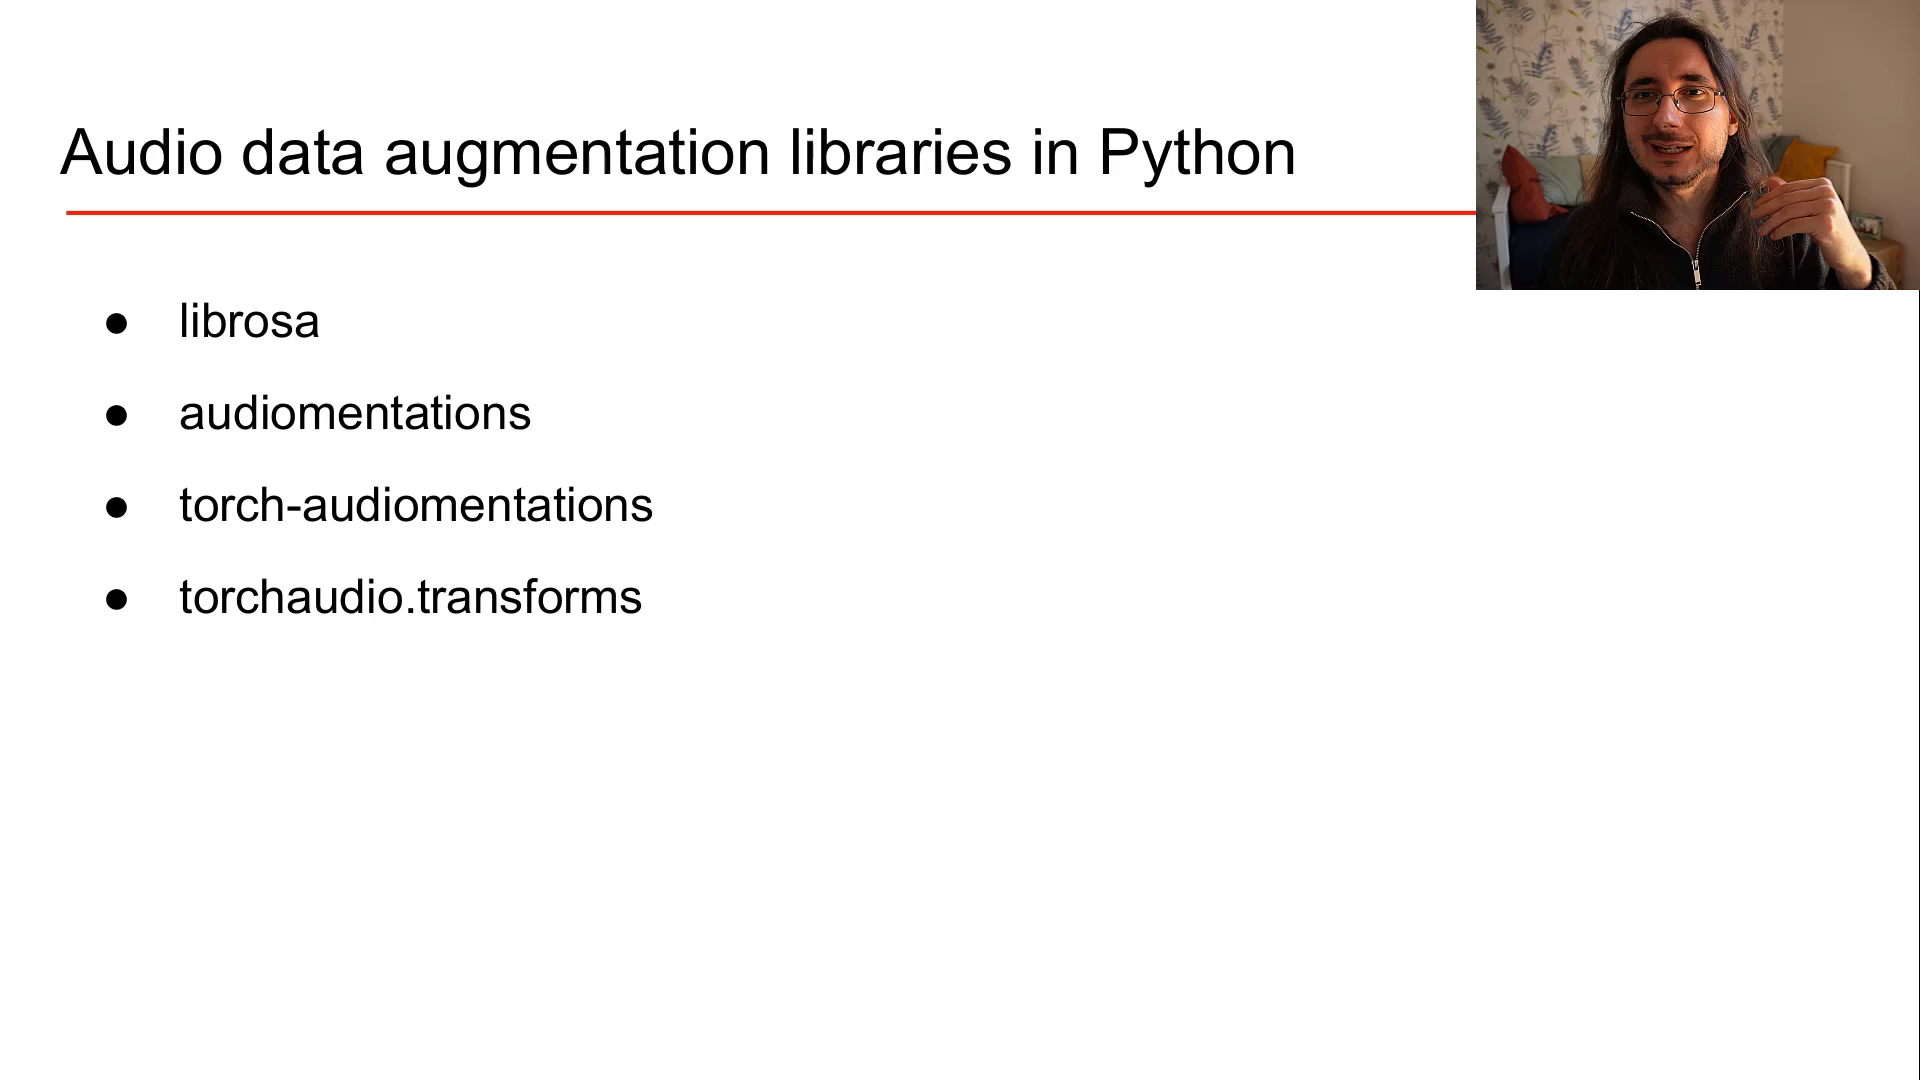 Audio data augmentation libraries in Python
● librosa
● audiomentations
● torch-audiomentations
● torchaudio.transforms